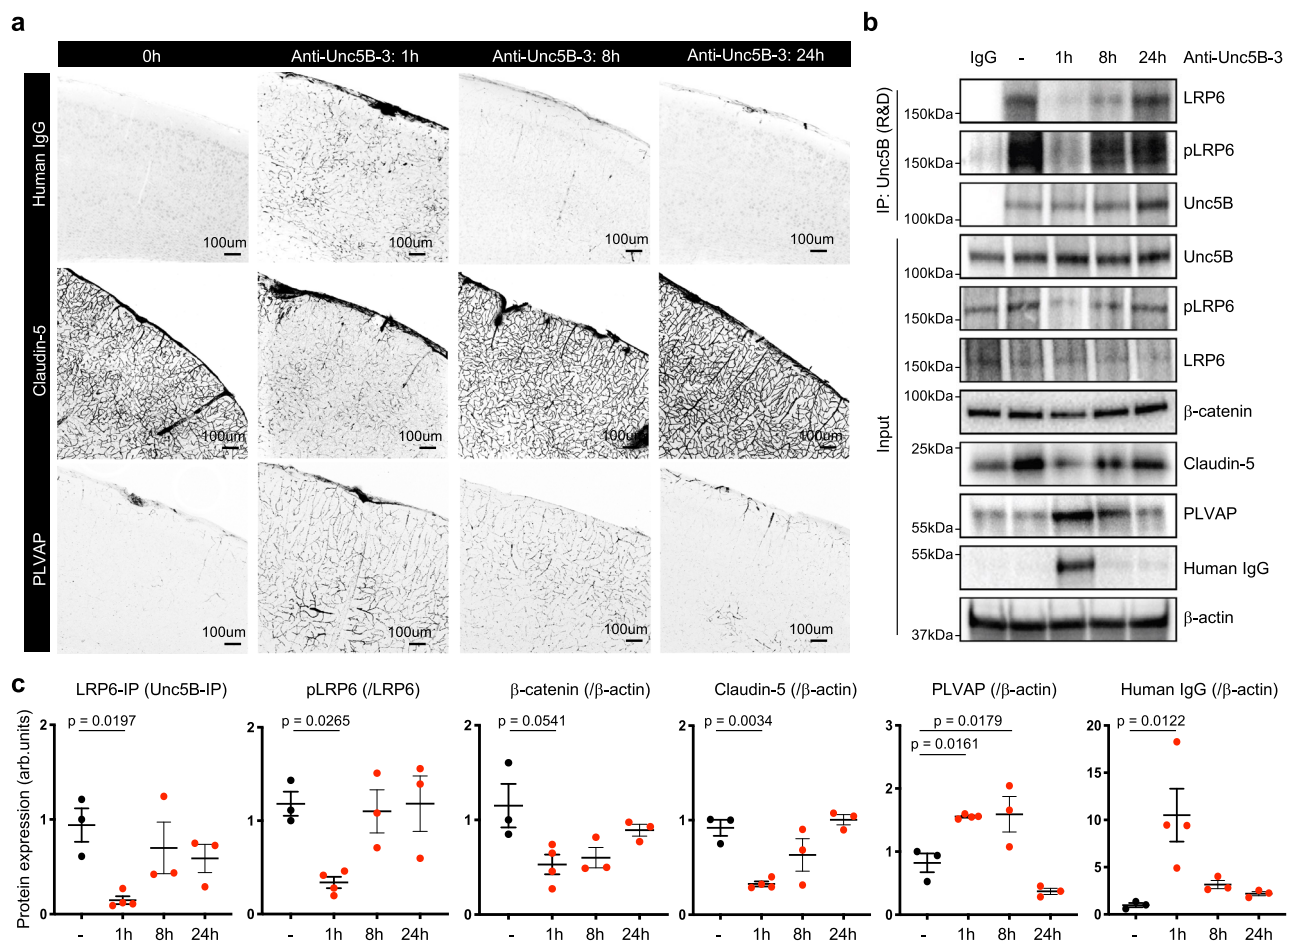 a
0h
Anti-Unc5B-3: 1h
Anti-Unc5B-3: 8h
Anti-Unc5B-3: 24h
Human IgG
100um
100um
100um
100um
Claudin-5
100um
100um
100um
100um
PLVAP
100um
100um
100um
100um
b
IgG - 1h 8h 24h Anti-Unc5B-3
IP: Unc5B (R&D)
150kDa
LRP6
150kDa
pLRP6
100kDa
Unc5B
Input
100kDa
Unc5B
150kDa
pLRP6
150kDa
LRP6
100kDa
β-catenin
25kDa
Claudin-5
55kDa
PLVAP
55kDa
Human IgG
37kDa
β-actin
c
Protein expression (arb.units)
LRP6-IP (Unc5B-IP)
p = 0.0197
2
1
0
- 1h 8h 24h
pLRP6 (/LRP6)
p = 0.0265
2
1
0
- 1h 8h 24h
β-catenin (/β-actin)
p = 0.0541
2
1
0
- 1h 8h 24h
Claudin-5 (/β-actin)
p = 0.0034
2
1
0
- 1h 8h 24h
PLVAP (/β-actin)
p = 0.0179
p = 0.0161
3
2
1
0
- 1h 8h 24h
Human IgG (/β-actin)
p = 0.0122
20
15
10
5
0
- 1h 8h 24h